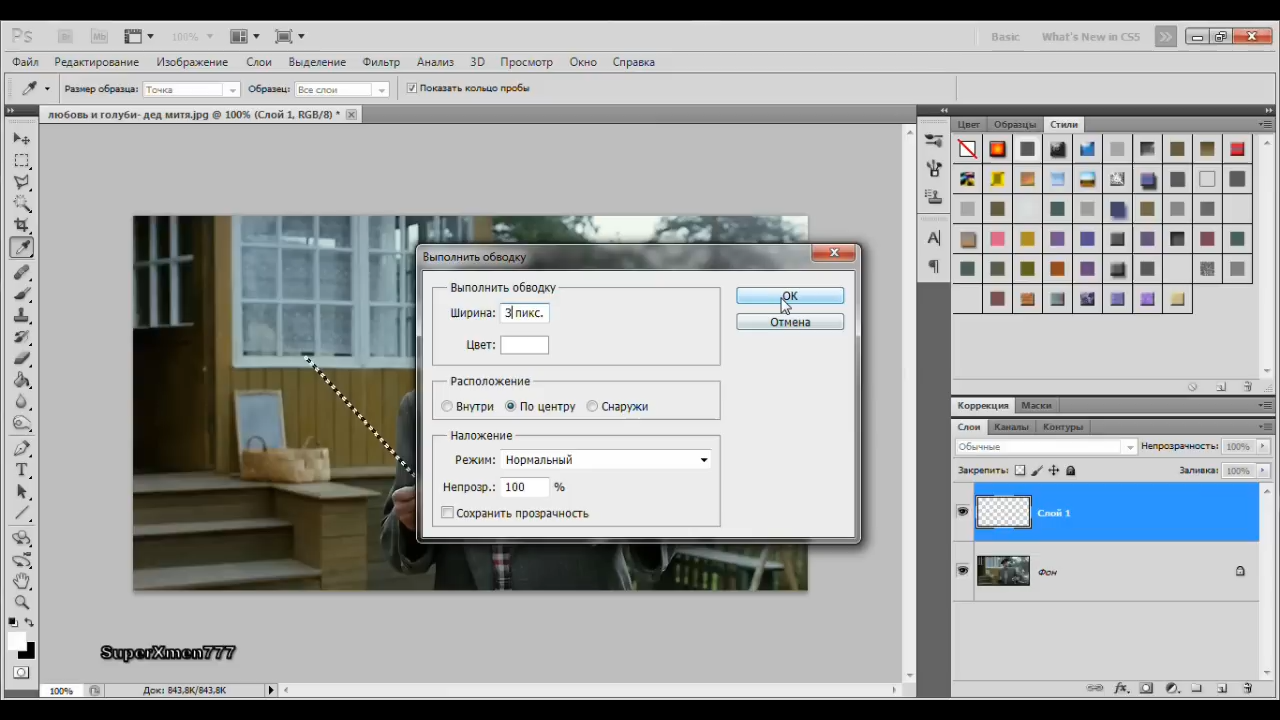 Ps Br Mb 100% Basic What's New in CS5
Файл Редактирование Изображение Слои Выделение Фильтр Анализ 3D Просмотр Окно Справка
Размер образца: Точка Образец: Все слои Показать кольцо пробы
любовь и голуби- дед митя.jpg @ 100% (Слой 1, RGB/8) *
Цвет Образцы Стили
Выполнить обводку
Выполнить обводку
Ширина: 3 пикс.
Цвет:
OK
Отмена
Расположение
Внутри По центру Снаружи
Наложение
Режим: Нормальный
Непрозр.: 100 %
Сохранить прозрачность
Коррекция Маски
Слои Каналы Контуры
Обычные Непрозрачность: 100%
Закрепить: Заливка: 100%
Слой 1
Фон
SuperXmen777
100% Док: 843,8K/843,8K